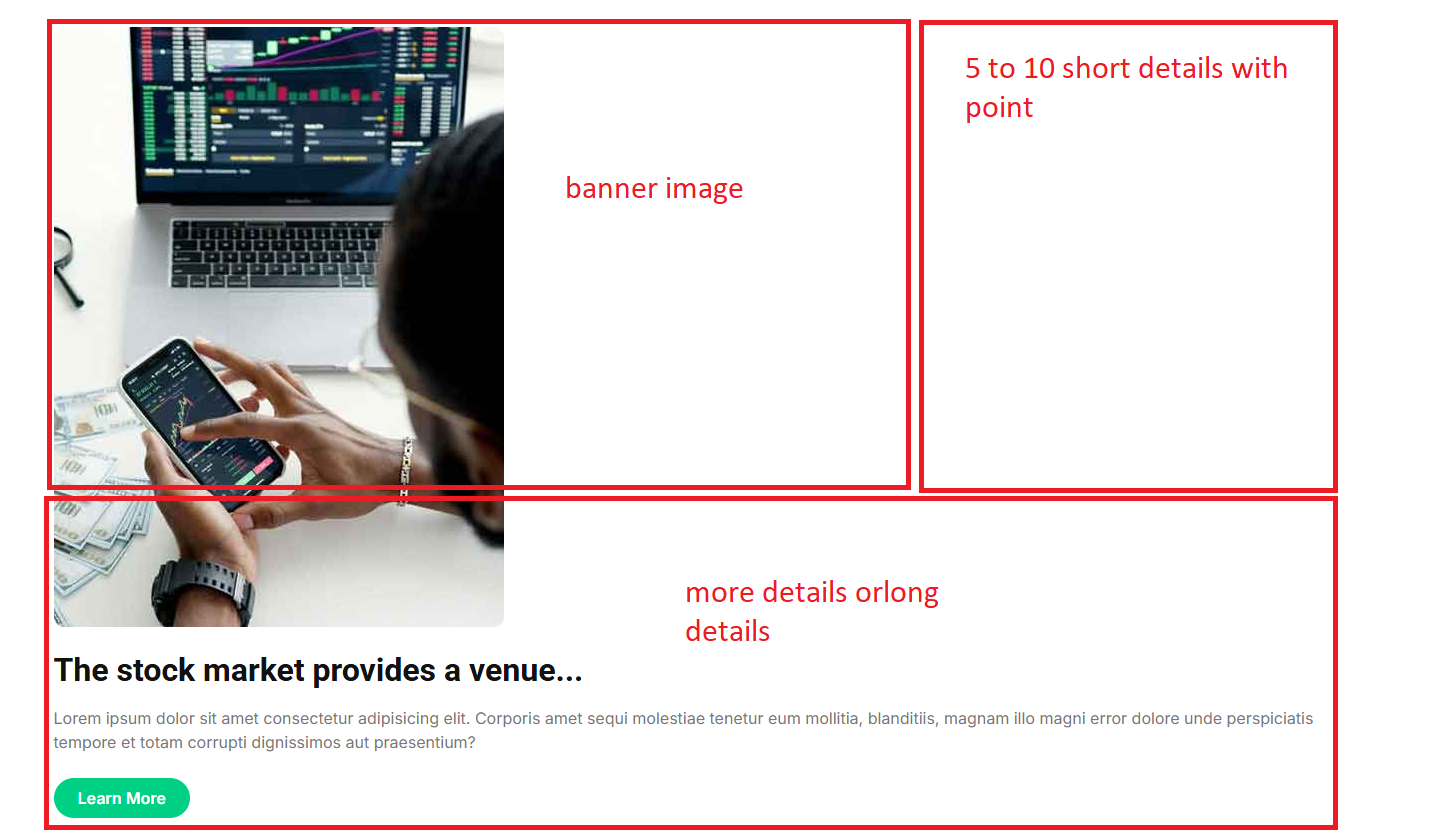 5 to 10 short details with
point
banner image
more details orlong
details
The stock market provides a venue...
Lorem ipsum dolor sit amet consectetur adipisicing elit. Corporis amet sequi molestiae tenetur eum mollitia, blanditiis, magnam illo magni error dolore unde perspiciatis
tempore et totam corrupti dignissimos aut praesentium?
Learn More